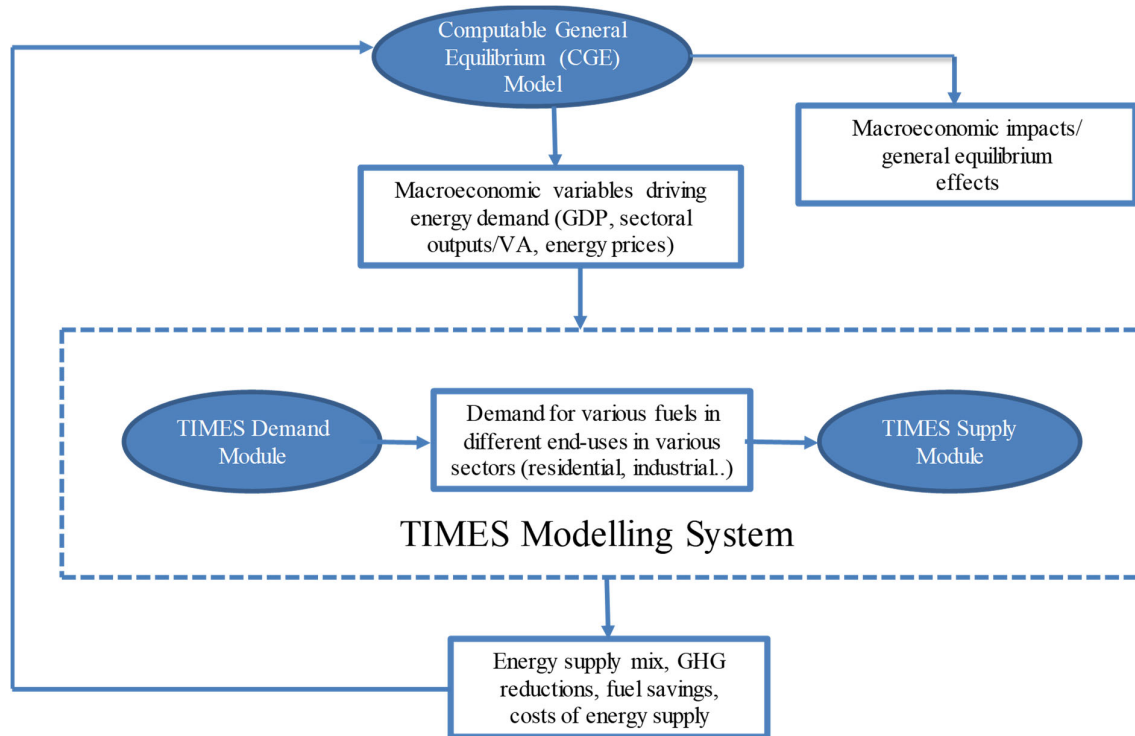 Computable General
Equilibrium (CGE)
Model
Macroeconomic impacts/
general equilibrium
effects
Macroeconomic variables driving
energy demand (GDP, sectoral
outputs/VA, energy prices)
TIMES Demand
Module
Demand for various fuels in
different end-uses in various
sectors (residential, industrial..)
TIMES Supply
Module
TIMES Modelling System
Energy supply mix, GHG
reductions, fuel savings,
costs of energy supply